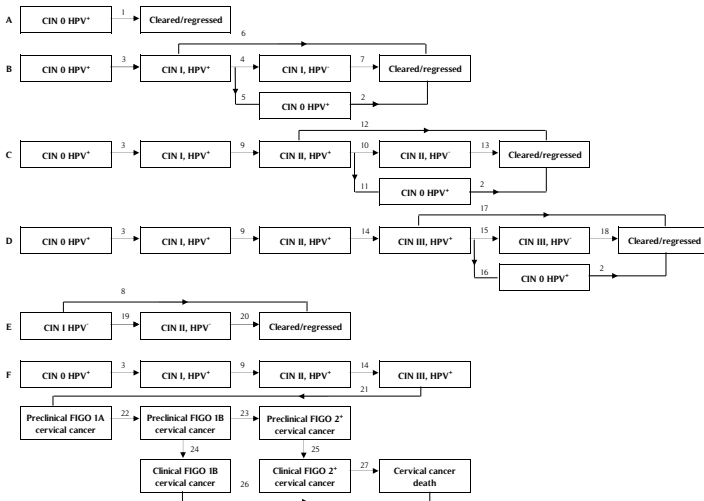 A CIN 0 HPV⁺ 1 Cleared/regressed
6
B CIN 0 HPV⁺ 3 CIN I, HPV⁺ 4 CIN I, HPV⁻ 7 Cleared/regressed
5 CIN 0 HPV⁺ 2
12
C CIN 0 HPV⁺ 3 CIN I, HPV⁺ 9 CIN II, HPV⁺ 10 CIN II, HPV⁻ 13 Cleared/regressed
11 CIN 0 HPV⁺ 2
17
D CIN 0 HPV⁺ 3 CIN I, HPV⁺ 9 CIN II, HPV⁺ 14 CIN III, HPV⁺ 15 CIN III, HPV⁻ 18 Cleared/regressed
16 CIN 0 HPV⁺ 2
8
E CIN I HPV⁻ 19 CIN II, HPV⁻ 20 Cleared/regressed
F CIN 0 HPV⁺ 3 CIN I, HPV⁺ 9 CIN II, HPV⁺ 14 CIN III, HPV⁺
21
Preclinical FIGO 1A 22 Preclinical FIGO 1B 23 Preclinical FIGO 2⁺
cervical cancer cervical cancer cervical cancer
24 25
Clinical FIGO 1B Clinical FIGO 2⁺ 27 Cervical cancer
cervical cancer cervical cancer death
26